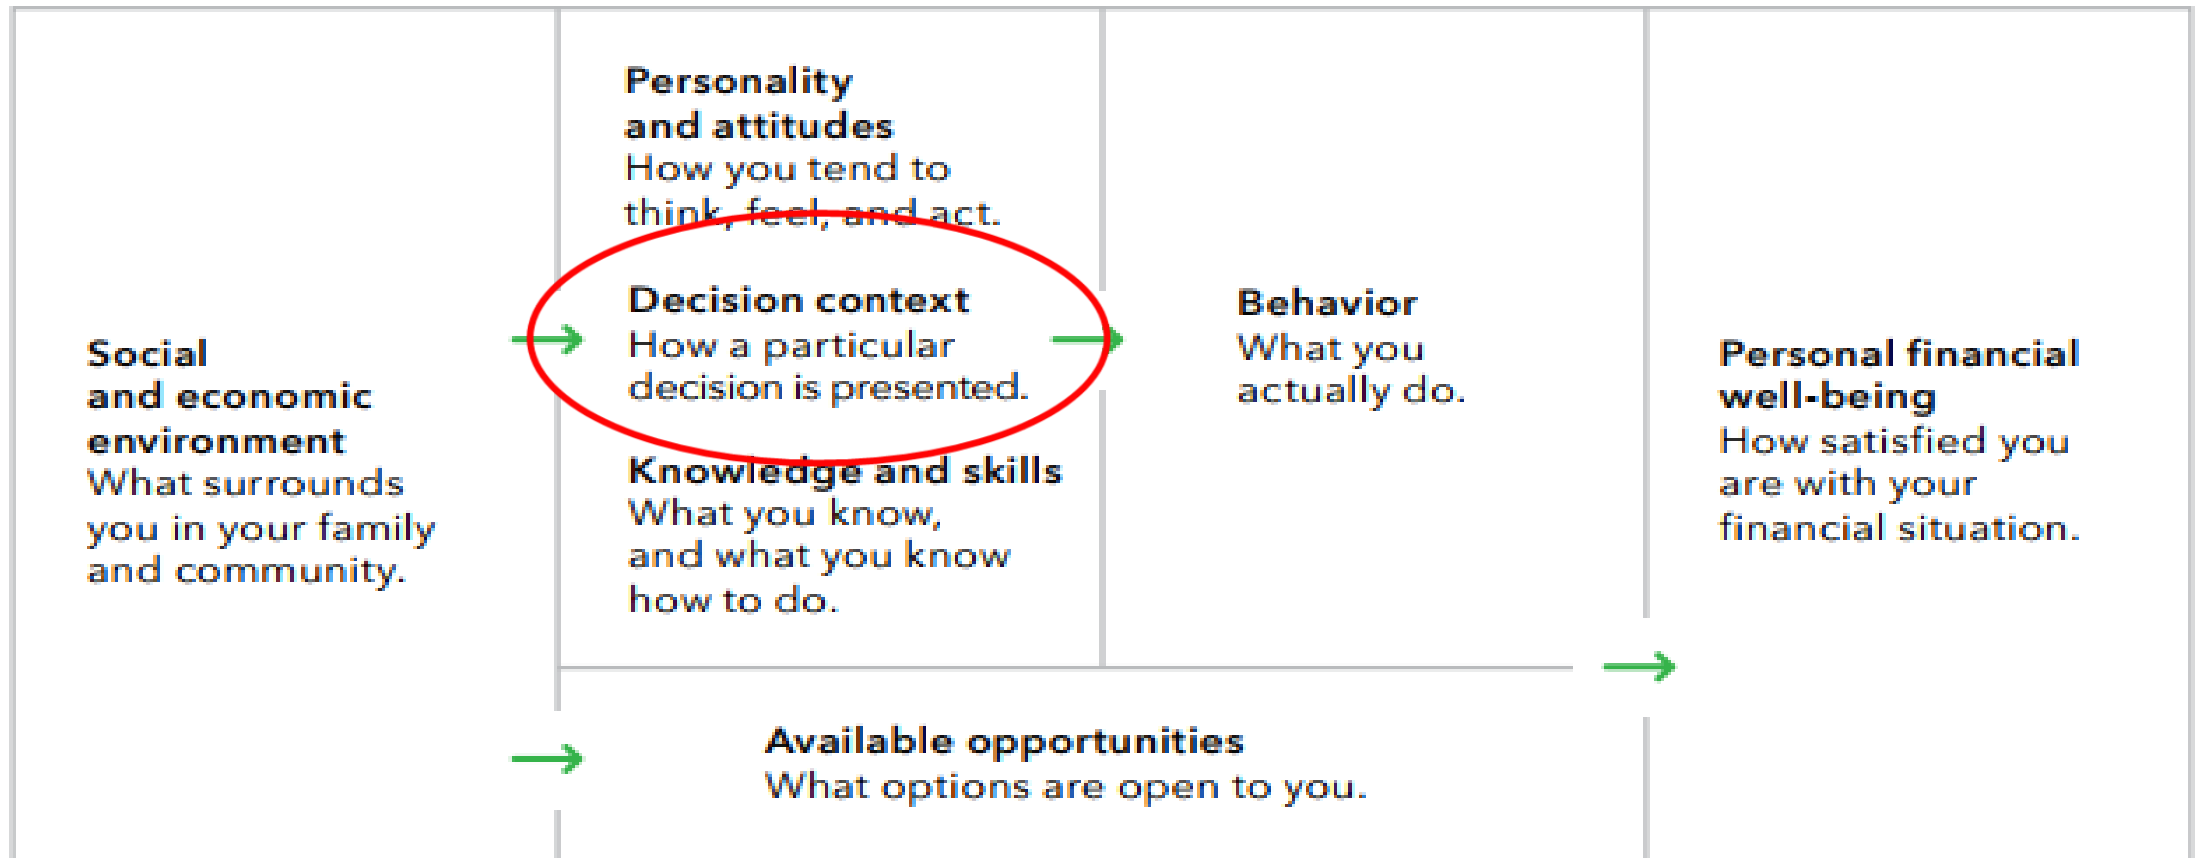 Social
and economic
environment
What surrounds
you in your family
and community.
Personality
and attitudes
How you tend to
think, feel, and act.
Decision context
How a particular
decision is presented.
Knowledge and skills
What you know,
and what you know
how to do.
Behavior
What you
actually do.
Available opportunities
What options are open to you.
Personal financial
well-being
How satisfied you
are with your
financial situation.